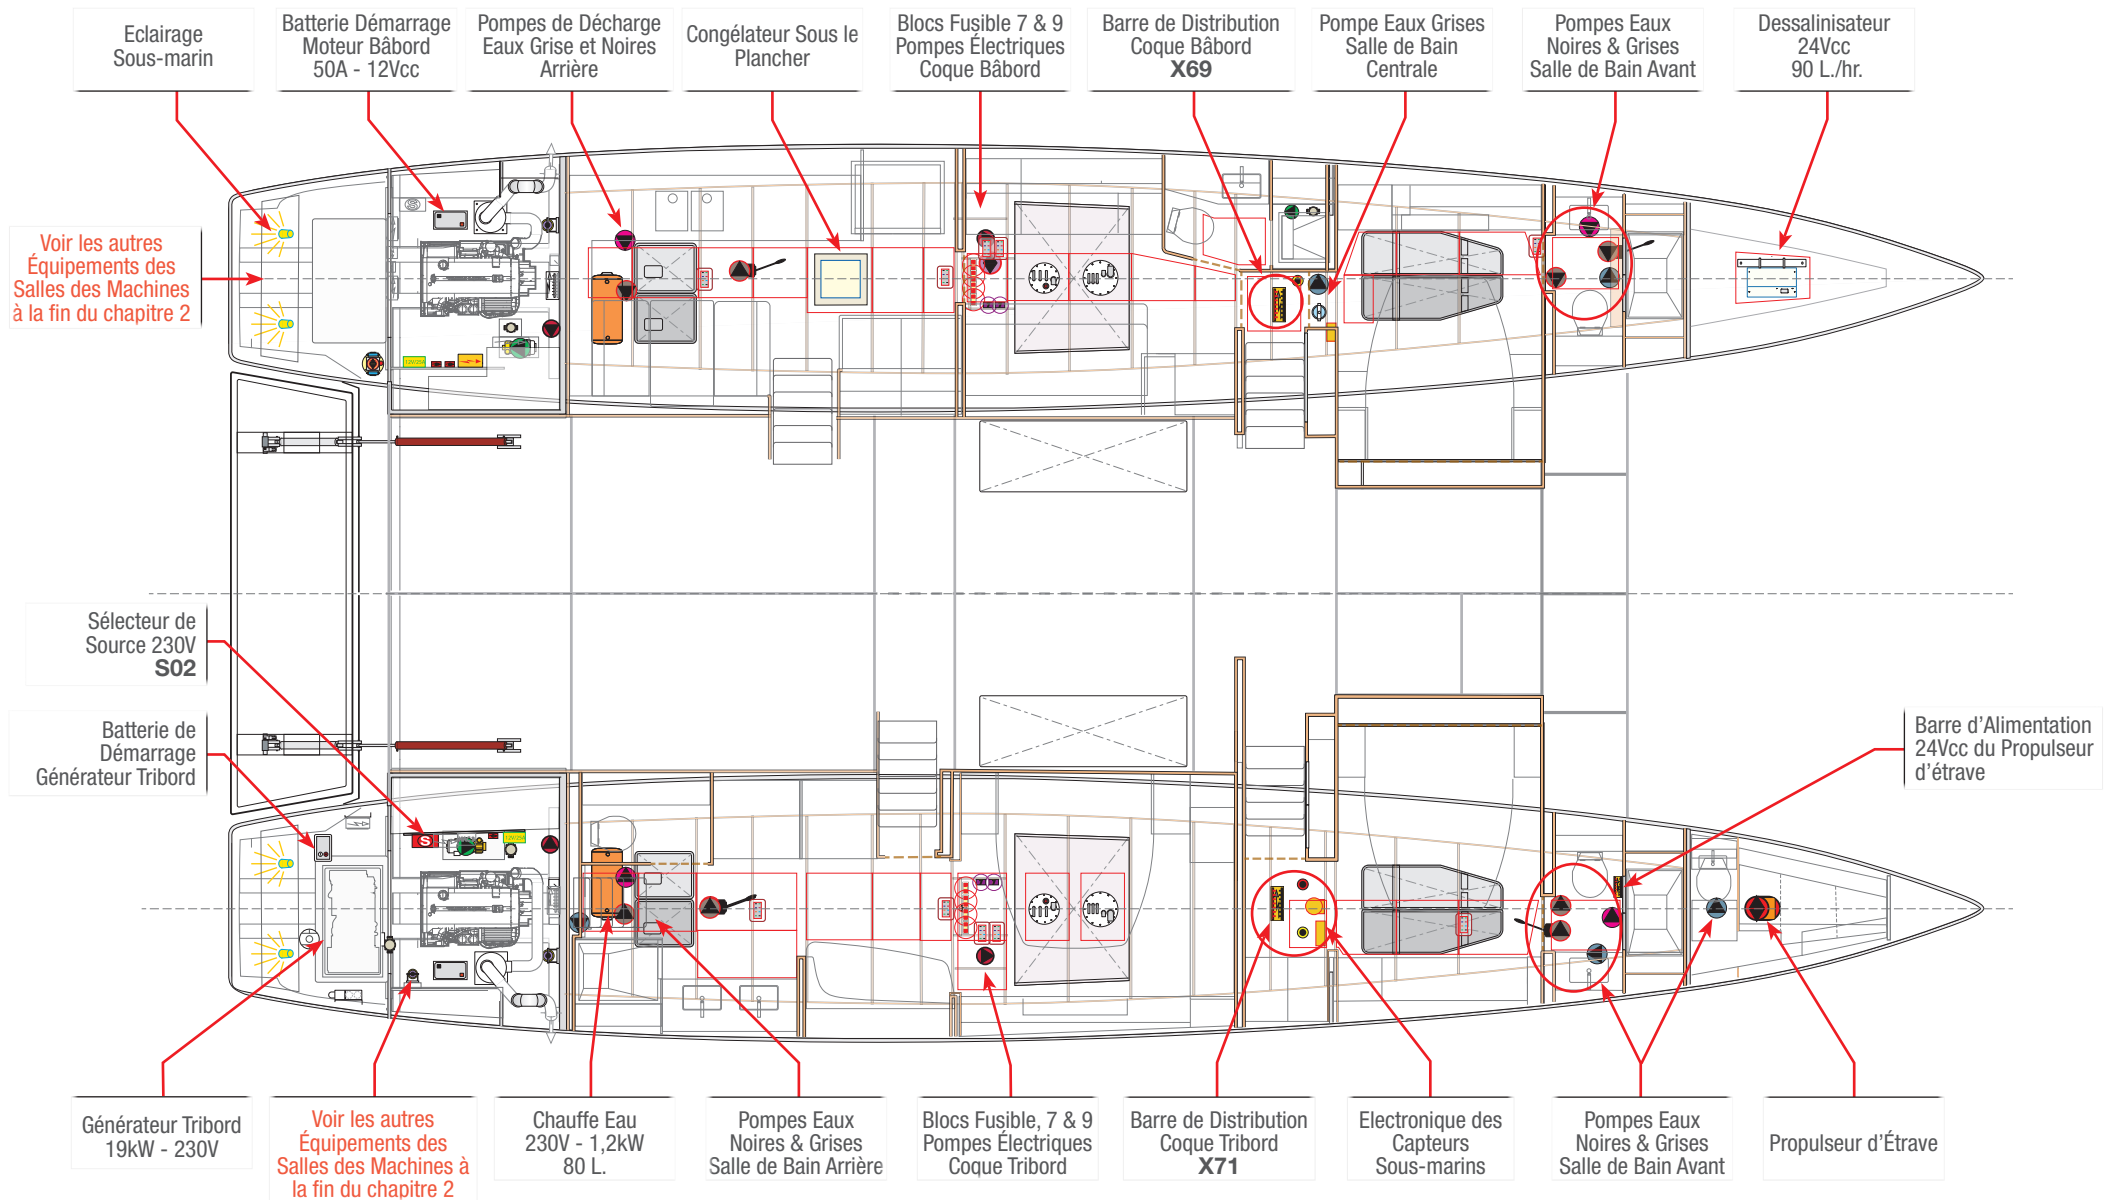 Eclairage
Sous-marin
Batterie Démarrage
Moteur Bâbord
50A - 12Vcc
Pompes de Décharge
Eaux Grise et Noires
Arrière
Congélateur Sous le
Plancher
Blocs Fusible 7 & 9
Pompes Électriques
Coque Bâbord
Barre de Distribution
Coque Bâbord
X69
Pompe Eaux Grises
Salle de Bain
Centrale
Pompes Eaux
Noires & Grises
Salle de Bain Avant
Dessalinisateur
24Vcc
90 L./hr.
Voir les autres
Équipements des
Salles des Machines
à la fin du chapitre 2
12V/25A
Sélecteur de
Source 230V
S02
Batterie de
Démarrage
Générateur Tribord
Barre d'Alimentation
24Vcc du Propulseur
d'étrave
S
12V/25A
Générateur Tribord
19kW - 230V
Voir les autres
Équipements des
Salles des Machines à
la fin du chapitre 2
Chauffe Eau
230V - 1,2kW
80 L.
Pompes Eaux
Noires & Grises
Salle de Bain Arrière
Blocs Fusible, 7 & 9
Pompes Électriques
Coque Tribord
Barre de Distribution
Coque Tribord
X71
Electronique des
Capteurs
Sous-marins
Pompes Eaux
Noires & Grises
Salle de Bain Avant
Propulseur d'Étrave